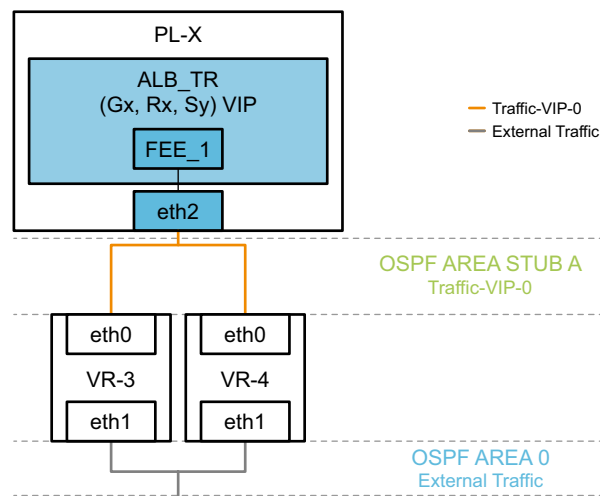 PL-X
ALB_TR
(Gx, Rx, Sy) VIP
FEE_1
eth2
Traffic-VIP-0
External Traffic
OSPF AREA STUB A
Traffic-VIP-0
eth0
eth0
VR-3
VR-4
eth1
eth1
OSPF AREA 0
External Traffic